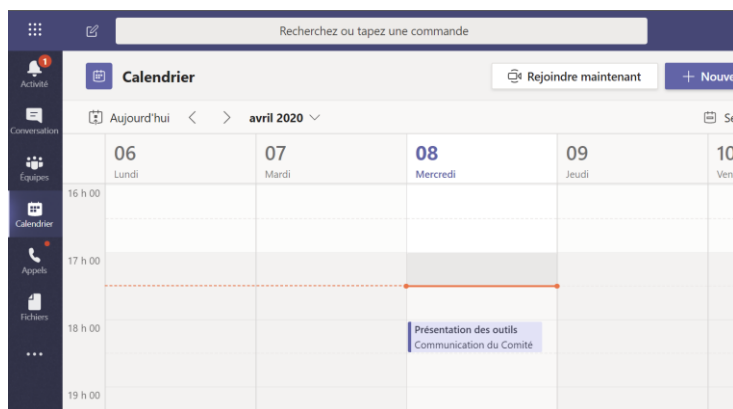 Recherchez ou tapez une commande
1
Activité
Calendrier
Rejoindre maintenant
+ Nouve
Conversation
Aujourd'hui
avril 2020
Se
Équipes
06
Lundi
07
Mardi
08
Mercredi
09
Jeudi
10
Ven
Calendrier
16 h 00
Appels
17 h 00
Fichiers
18 h 00
Présentation des outils
Communication du Comité
19 h 00